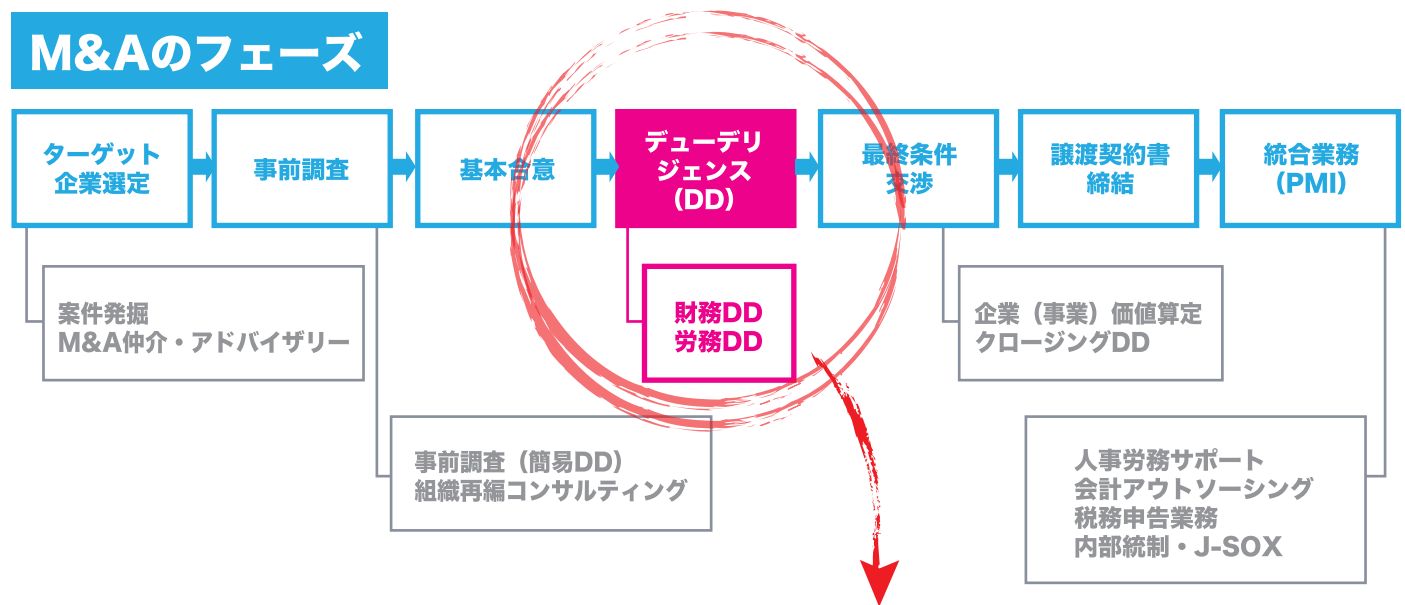 M&Aのフェーズ
ターゲット
企業選定
事前調査
基本合意
デューデリ
ジェンス
（DD）
最終条件
交渉
譲渡契約書
締結
統合業務
（PMI）
案件発掘
M&A仲介・アドバイザリー
財務DD
労務DD
企業（事業）価値算定
クロージングDD
事前調査（簡易DD）
組織再編コンサルティング
人事労務サポート
会計アウトソーシング
税務申告業務
内部統制・J-SOX